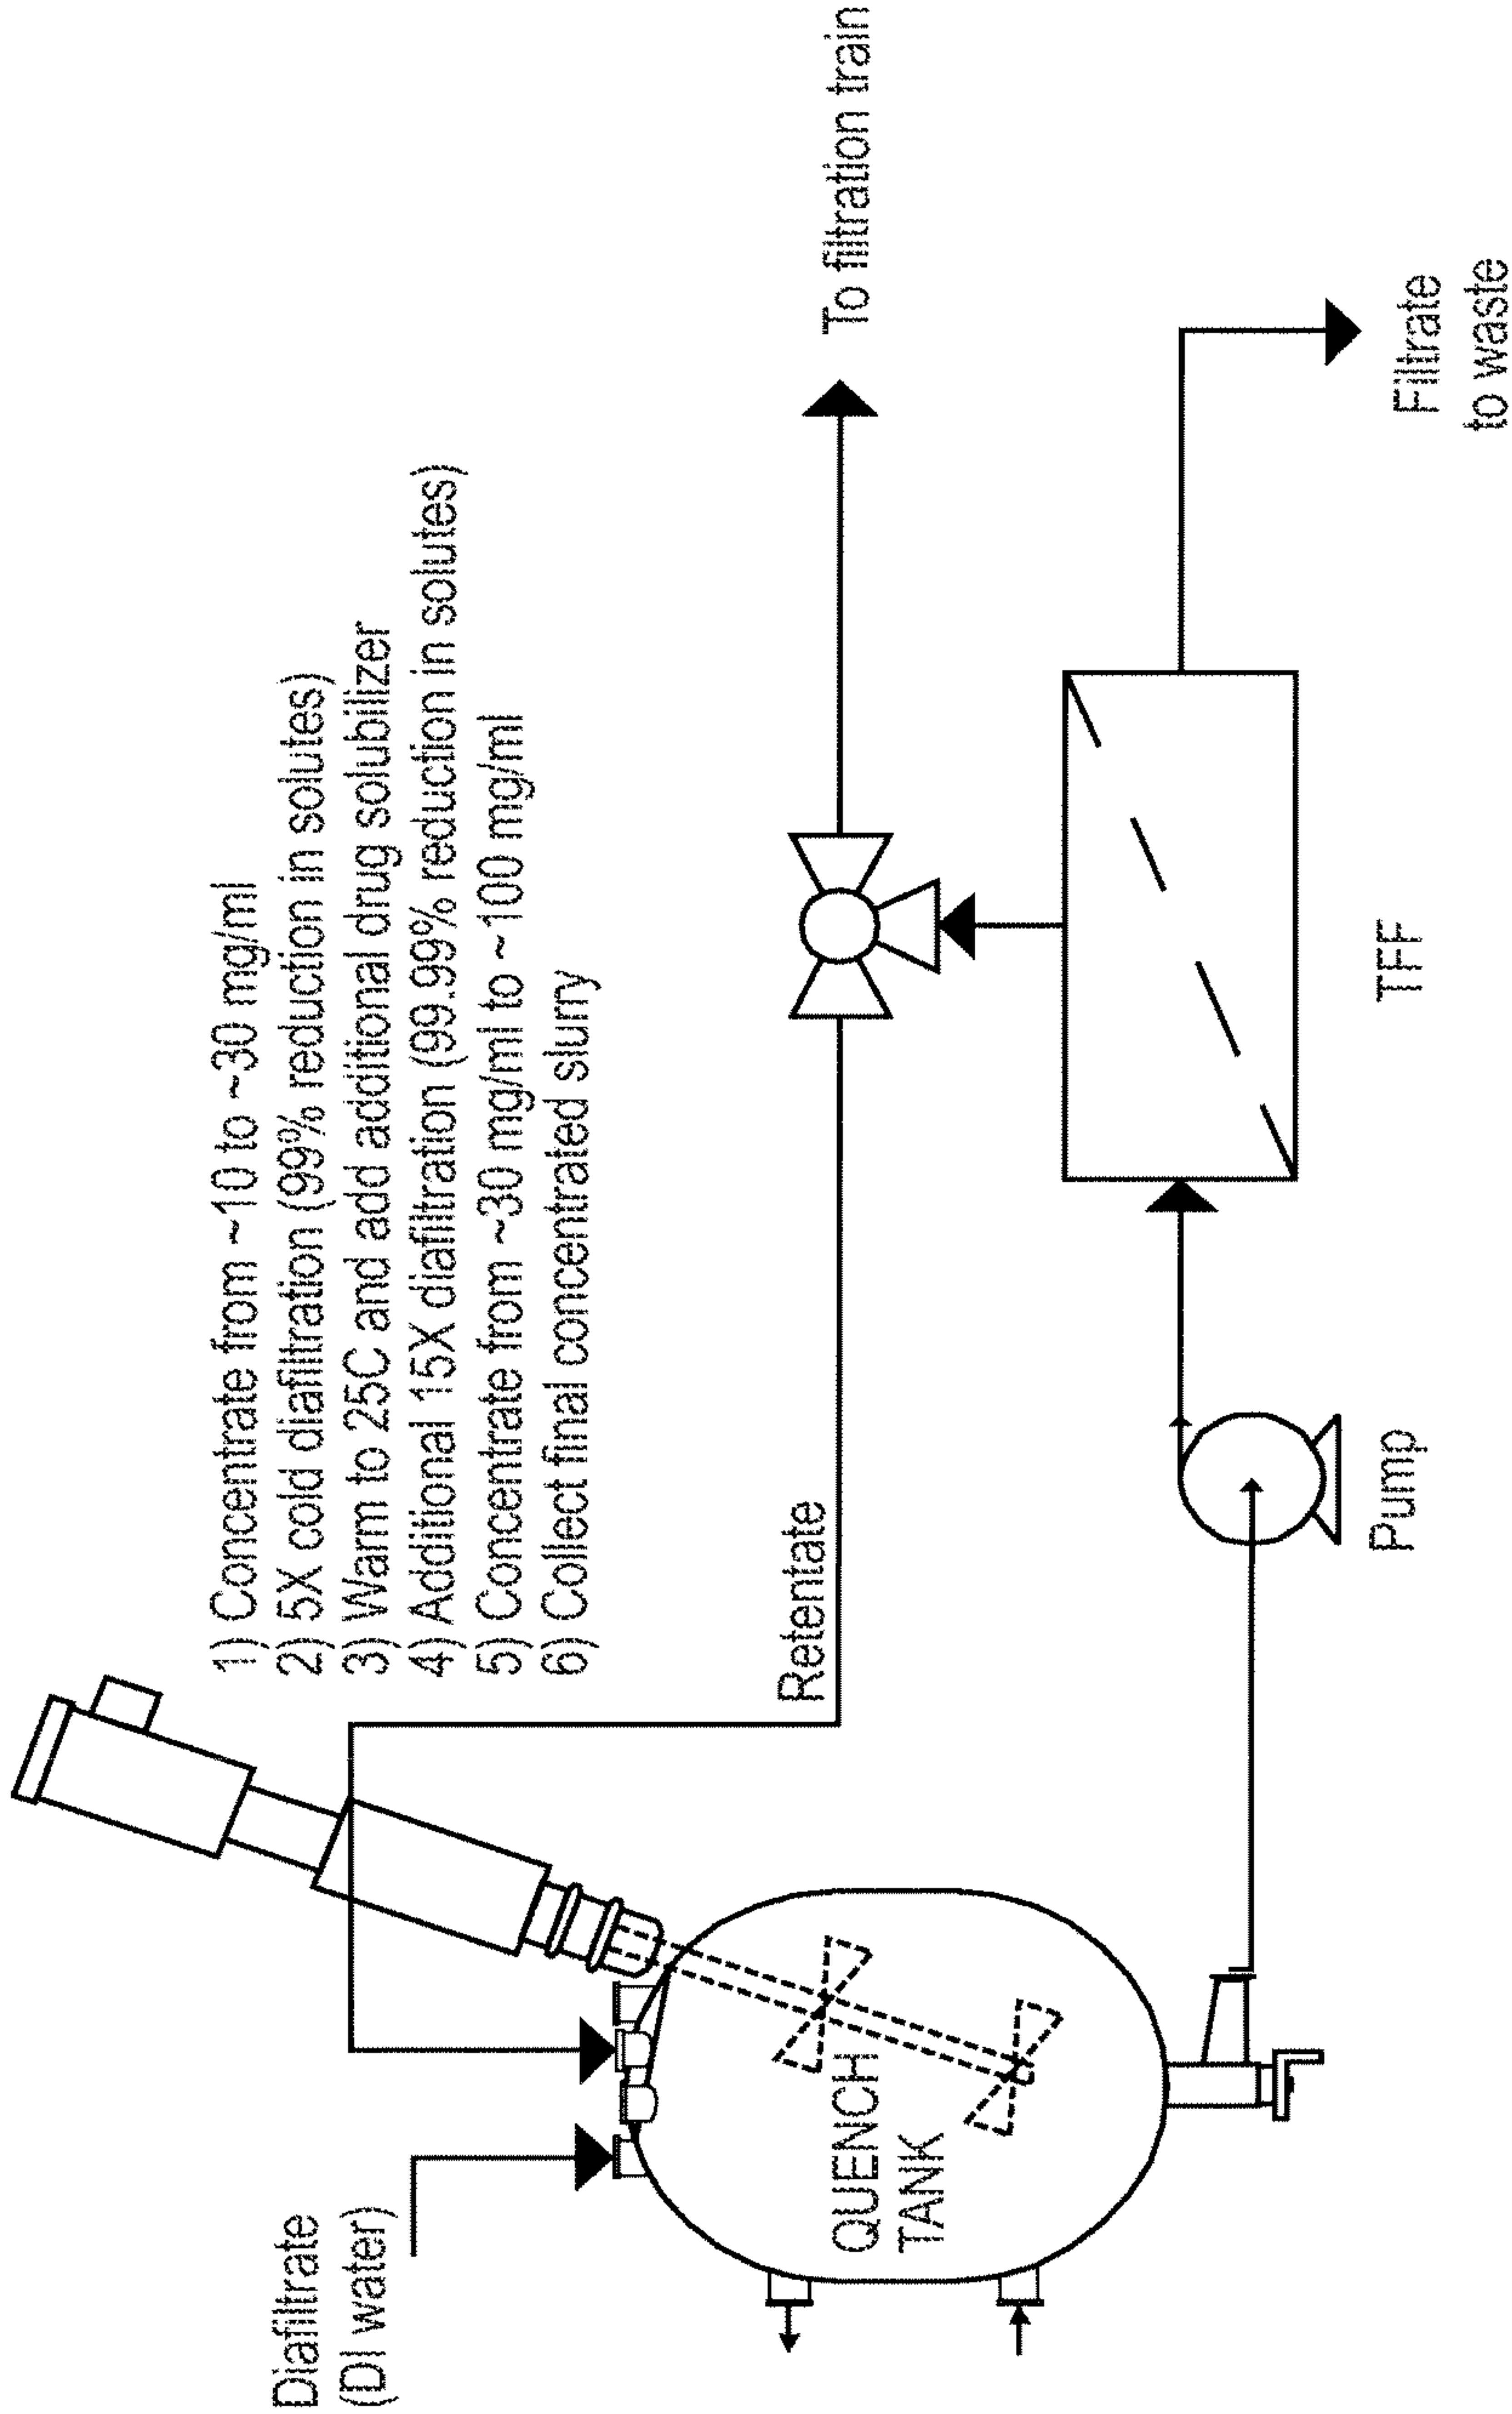 Diafiltrate
(DI water)
1) Concentrate from ~10 to ~30 mg/ml
2) 5X cold diafiltration (99% reduction in solutes)
3) Warm to 25C and add additional drug solubilizer
4) Additional 15X diafiltration (99.99% reduction in solutes)
5) Concentrate from ~30 mg/ml to ~100 mg/ml
6) Collect final concentrated slurry
Retentate
To filtration train
QUENCH
TANK
Pump
TFF
Filtrate
to waste